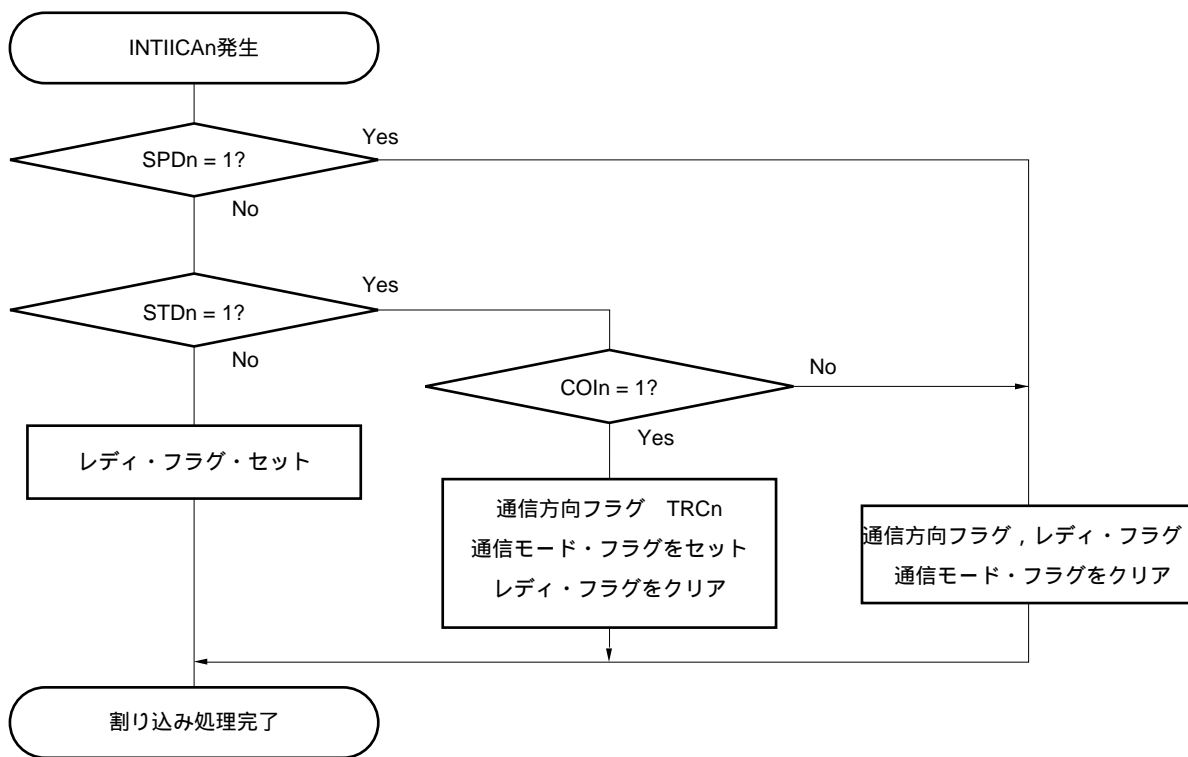 INTIICAn発生
SPDn = 1?
Yes
No
STDn = 1?
Yes
No
COIn = 1?
No
Yes
レディ・フラグ・セット
通信方向フラグ　TRCn
通信モード・フラグをセット
レディ・フラグをクリア
通信方向フラグ，レディ・フラグ
通信モード・フラグをクリア
割り込み処理完了